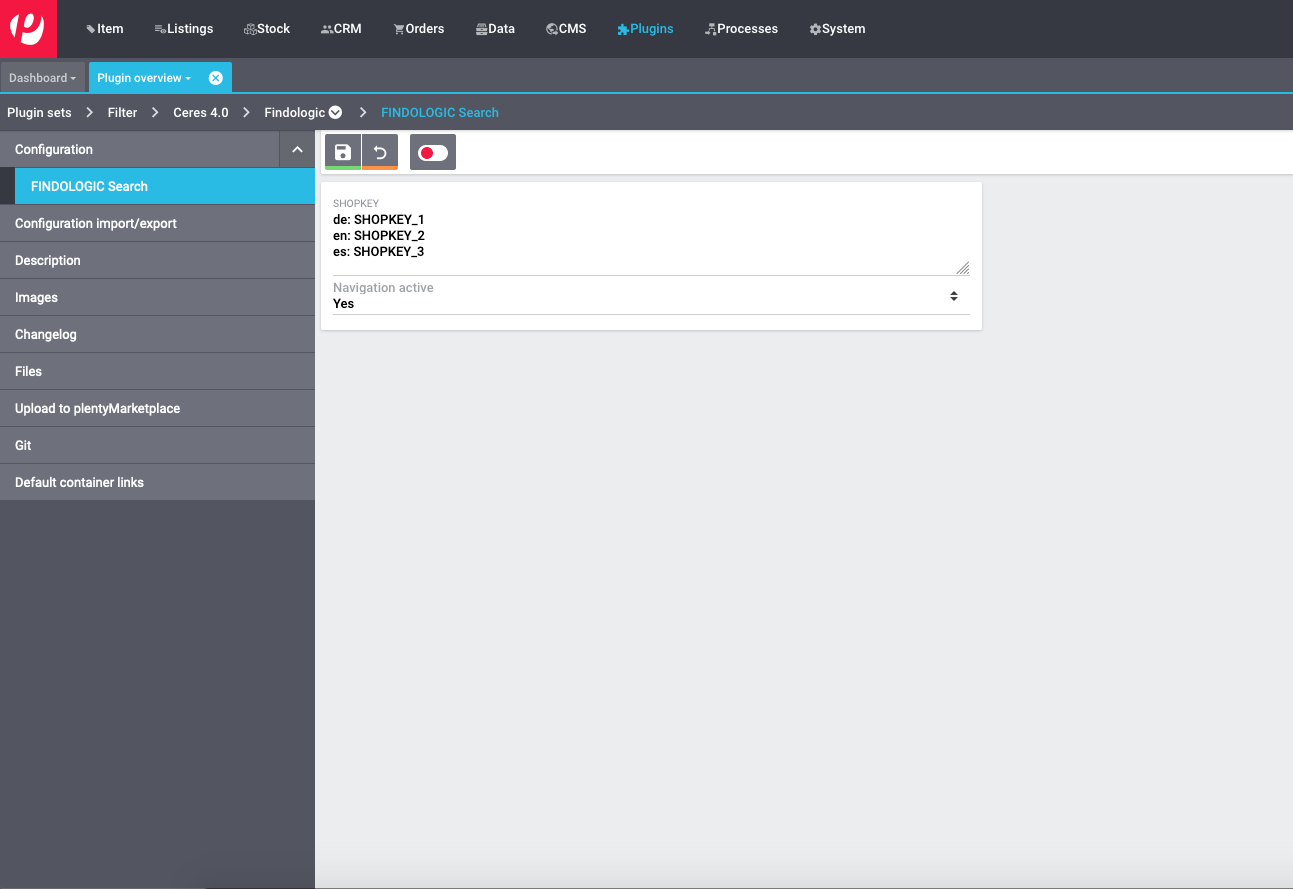 Item Listings Stock CRM Orders Data CMS Plugins Processes System
Dashboard Plugin overview
Plugin sets Filter Ceres 4.0 Findologic FINDOLOGIC Search
Configuration
FINDOLOGIC Search
Configuration import/export
Description
Images
Changelog
Files
Upload to plentyMarketplace
Git
Default container links
SHOPKEY
de: SHOPKEY_1
en: SHOPKEY_2
es: SHOPKEY_3
Navigation active
Yes